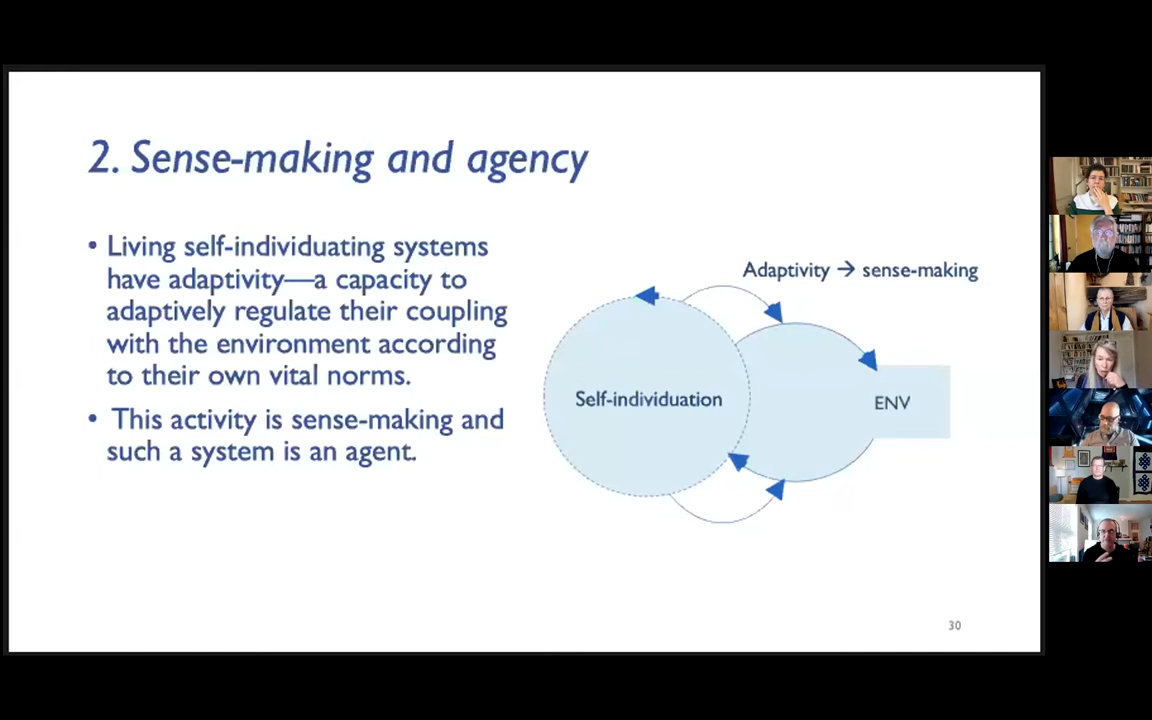 2. Sense-making and agency
• Living self-individuating systems
have adaptivity—a capacity to
adaptively regulate their coupling
with the environment according
to their own vital norms.
• This activity is sense-making and
such a system is an agent.
Adaptivity → sense-making
Self-individuation
ENV
30